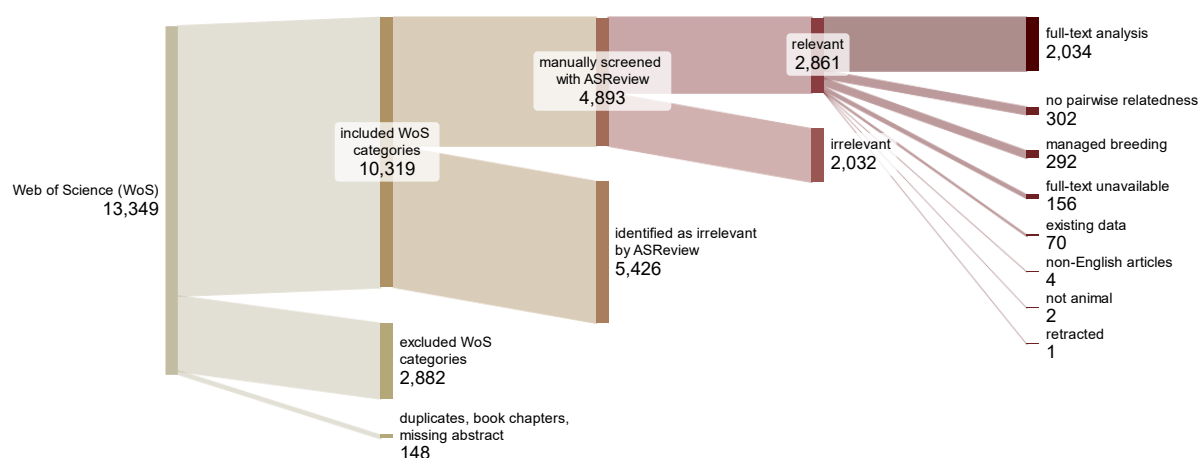 Web of Science (WoS)
13,349
included WoS
categories
10,319
excluded WoS
categories
2,882
duplicates, book chapters,
missing abstract
148
manually screened
with ASReview
4,893
identified as irrelevant
by ASReview
5,426
relevant
2,861
irrelevant
2,032
full-text analysis
2,034
no pairwise relatedness
302
managed breeding
292
full-text unavailable
156
existing data
70
non-English articles
4
not animal
2
retracted
1